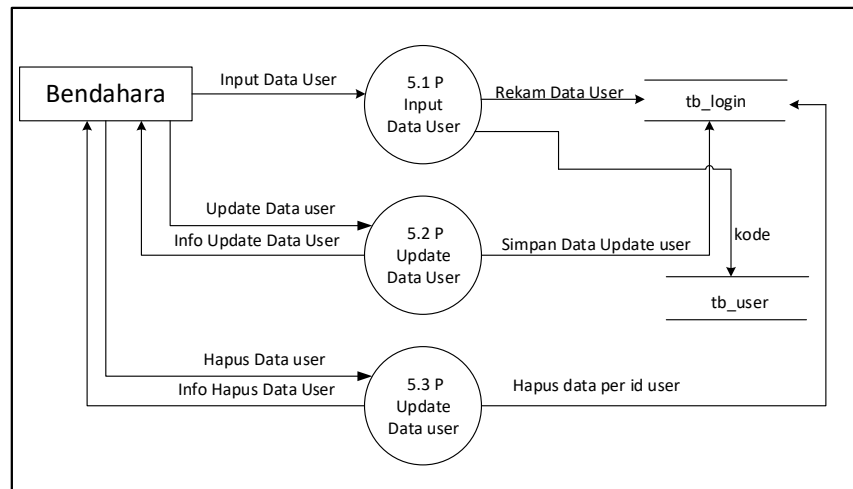 Bendahara
Input Data User
5.1 P
Input
Data User
Rekam Data User
tb_login
Update Data user
Info Update Data User
5.2 P
Update
Data User
Simpan Data Update user
kode
tb_user
Hapus Data user
Info Hapus Data User
5.3 P
Update
Data user
Hapus data per id user